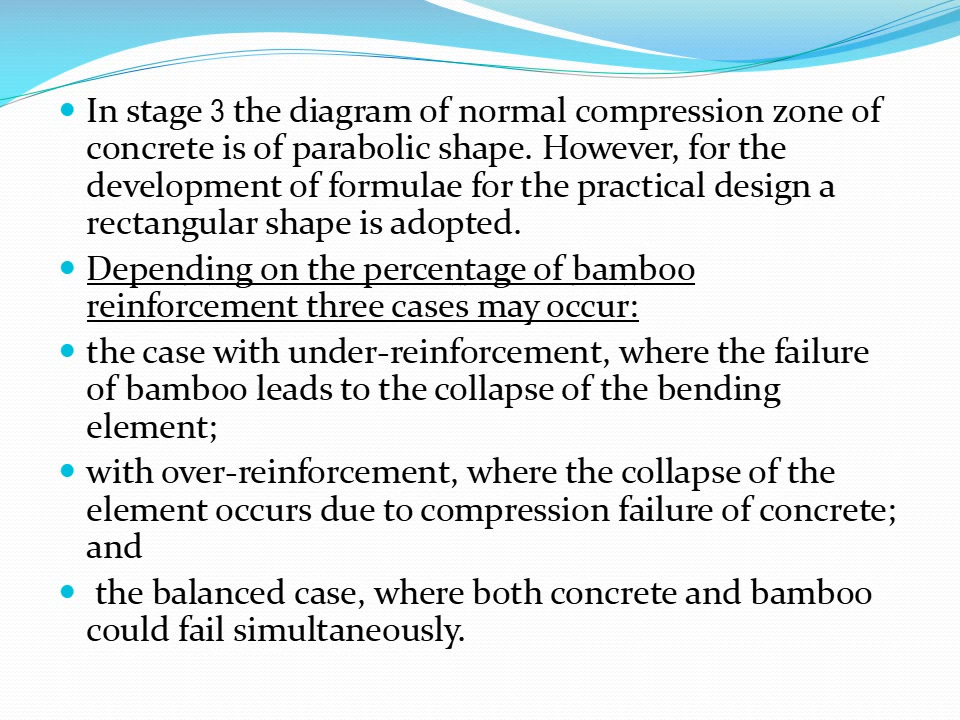 • In stage 3 the diagram of normal compression zone of
concrete is of parabolic shape. However, for the
development of formulae for the practical design a
rectangular shape is adopted.
• Depending on the percentage of bamboo
reinforcement three cases may occur:
• the case with under-reinforcement, where the failure
of bamboo leads to the collapse of the bending
element;
• with over-reinforcement, where the collapse of the
element occurs due to compression failure of concrete;
and
• the balanced case, where both concrete and bamboo
could fail simultaneously.